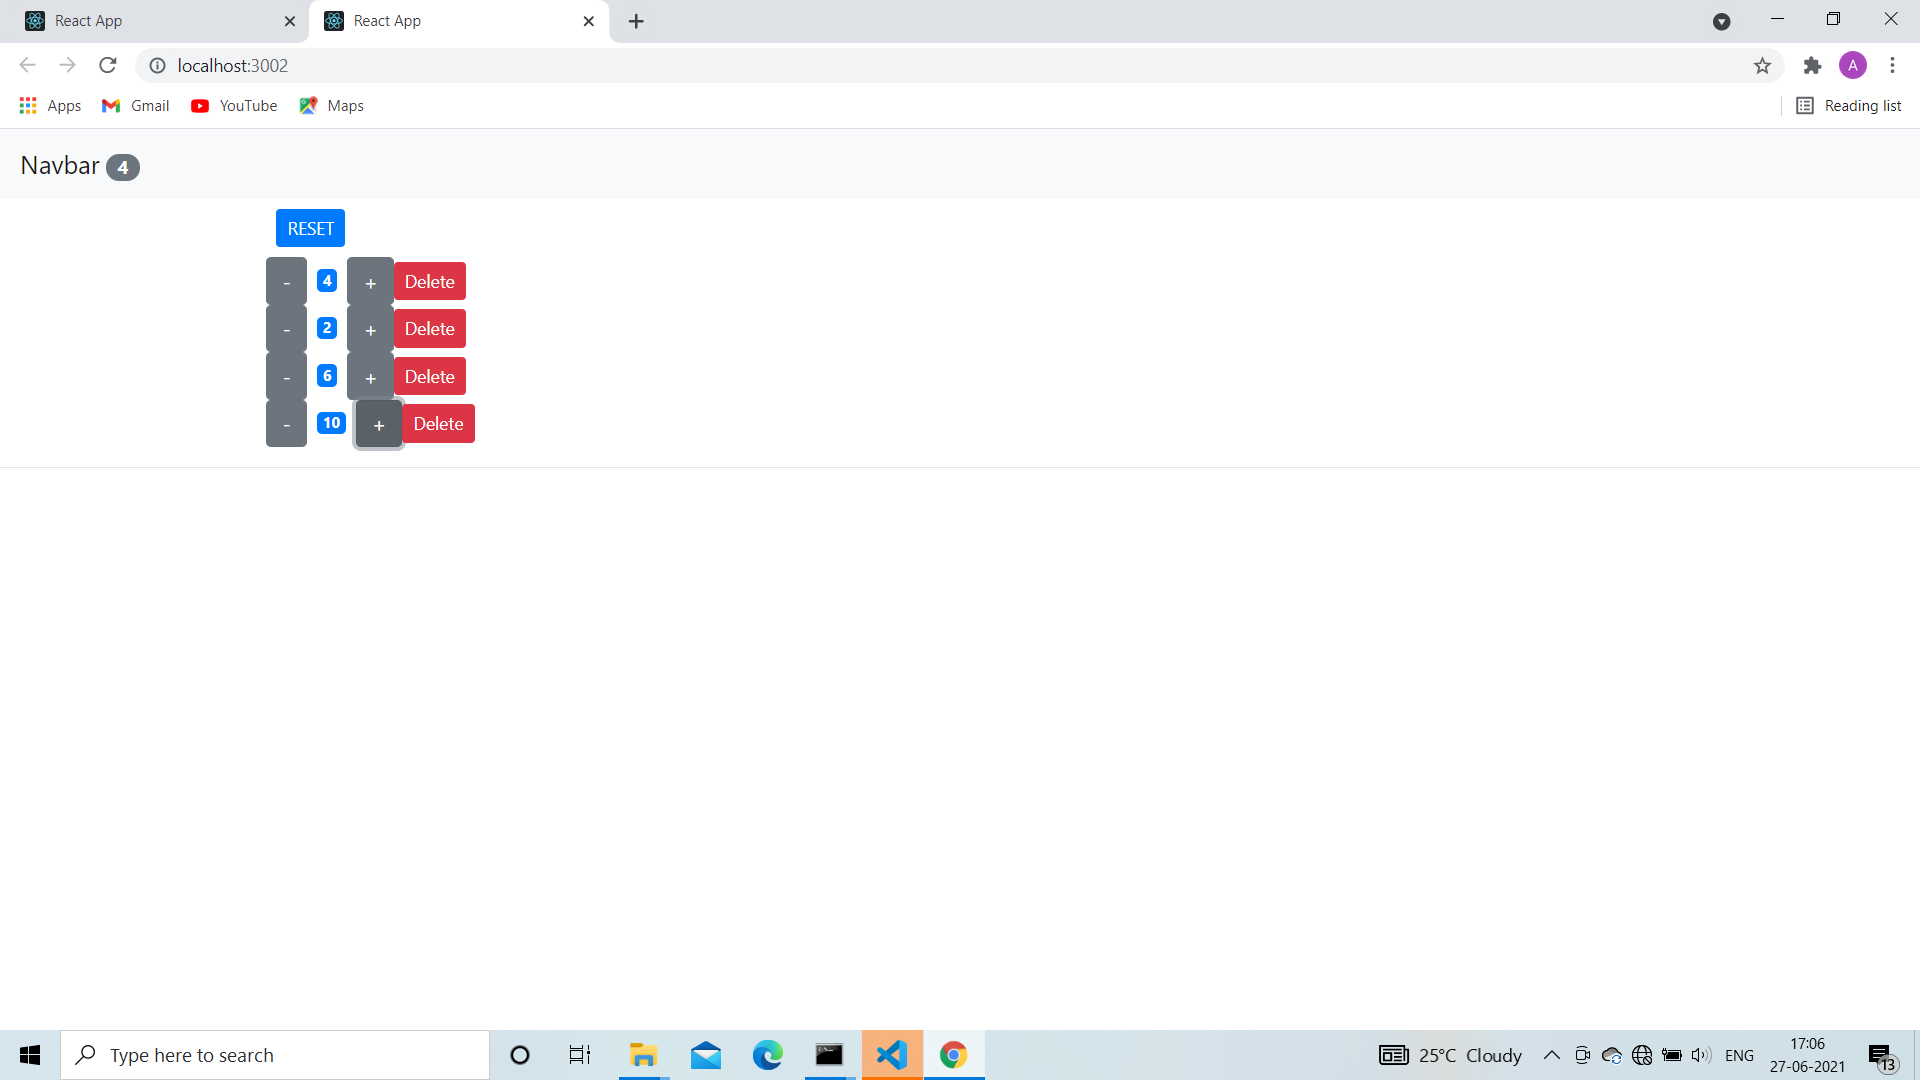 React App
React App
localhost:3002
A
Apps
Gmail
YouTube
Maps
Reading list
Navbar 4
RESET
- 4 + Delete
- 2 + Delete
- 6 + Delete
- 10 + Delete
Type here to search
25°C Cloudy
ENG
17:06
27-06-2021
13